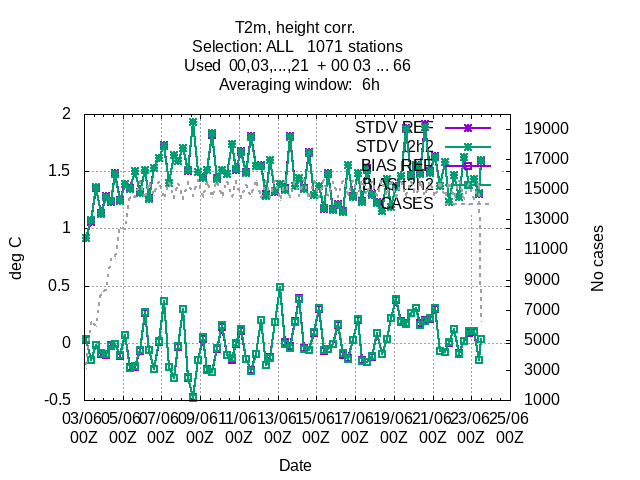 T2m, height corr.
Selection: ALL   1071 stations
Used  00,03,...,21  + 00 03 ... 66
Averaging window:  6h
STDV REF
STDV t2h2
BIAS REF
BIAS t2h2
CASES
2
1.5
1
0.5
0
-0.5
deg C
19000
17000
15000
13000
11000
9000
7000
5000
3000
1000
No cases
03/06 05/06 07/06 09/06 11/06 13/06 15/06 17/06 19/06 21/06 23/06 25/06
00Z 00Z 00Z 00Z 00Z 00Z 00Z 00Z 00Z 00Z 00Z 00Z
Date